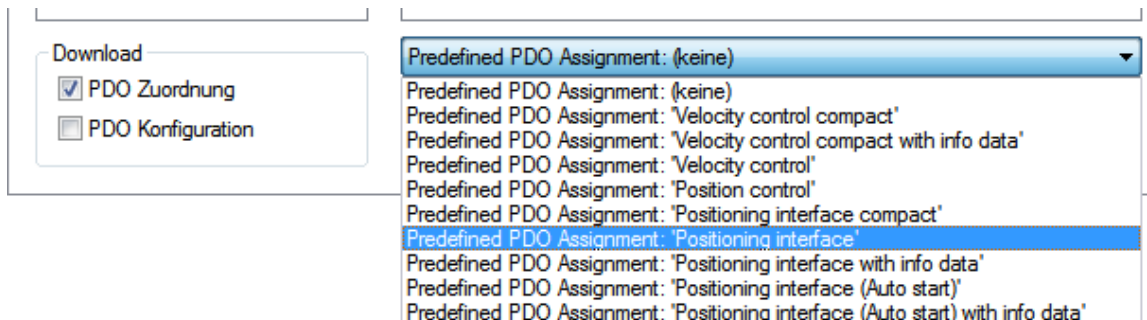 Download
PDO Zuordnung
PDO Konfiguration
Predefined PDO Assignment: (keine)
Predefined PDO Assignment: (keine)
Predefined PDO Assignment: 'Velocity control compact'
Predefined PDO Assignment: 'Velocity control compact with info data'
Predefined PDO Assignment: 'Velocity control'
Predefined PDO Assignment: 'Position control'
Predefined PDO Assignment: 'Positioning interface compact'
Predefined PDO Assignment: 'Positioning interface'
Predefined PDO Assignment: 'Positioning interface with info data'
Predefined PDO Assignment: 'Positioning interface (Auto start)'
Predefined PDO Assignment: 'Positioning interface (Auto start) with info data'